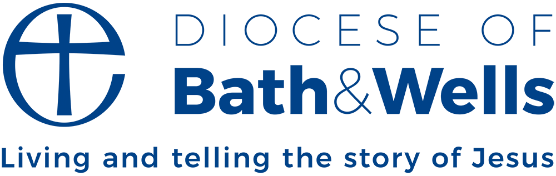 DIOCESE OF
Bath&Wells
Living and telling the story of Jesus